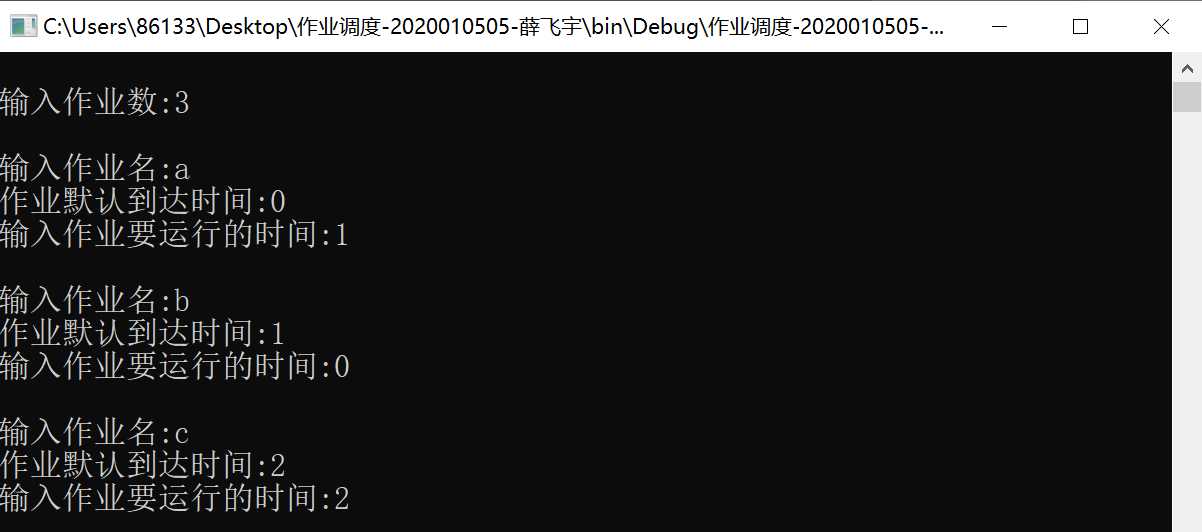 C:\Users\86133\Desktop\作业调度-2020010505-薛飞宇\bin\Debug\作业调度-2020010505-...
输入作业数:3
输入作业名:a
作业默认到达时间:0
输入作业要运行的时间:1
输入作业名:b
作业默认到达时间:1
输入作业要运行的时间:0
输入作业名:c
作业默认到达时间:2
输入作业要运行的时间:2